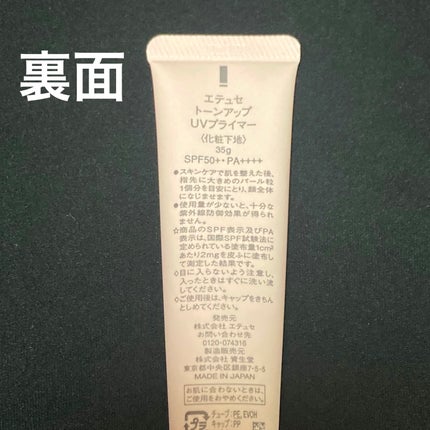 裏面
エテュセ
トーンアップ
UVプライマー
〈化粧下地〉
35g
SPF50+・PA++++
●スキンケアで肌を整えた後、
指先に大きめのパール粒
1個分を目安にとり、顔全体
になじませます。
●使用量が少ないと、十分な
紫外線防御効果が得られ
ません。
☆商品のSPF表示及びPA
表示は、国際SPF試験法に
定められている塗布量1cm²
あたり2mgを皮ふに塗布し
て測定した結果です。
◇目に入らないよう注意し、
入ったときはすぐに洗い流
してください。
◇ご使用後は、キャップをきちん
としめてください。
発売元
株式会社 エテュセ
お問い合わせ先
0120-074316
製造販売元
株式会社 資生堂
東京都中央区銀座7-5-5
MADE IN JAPAN
お肌に合わないときは、
ご使用をおやめください。
プラ
チューブ:PE, EVOH
キャップ:PP